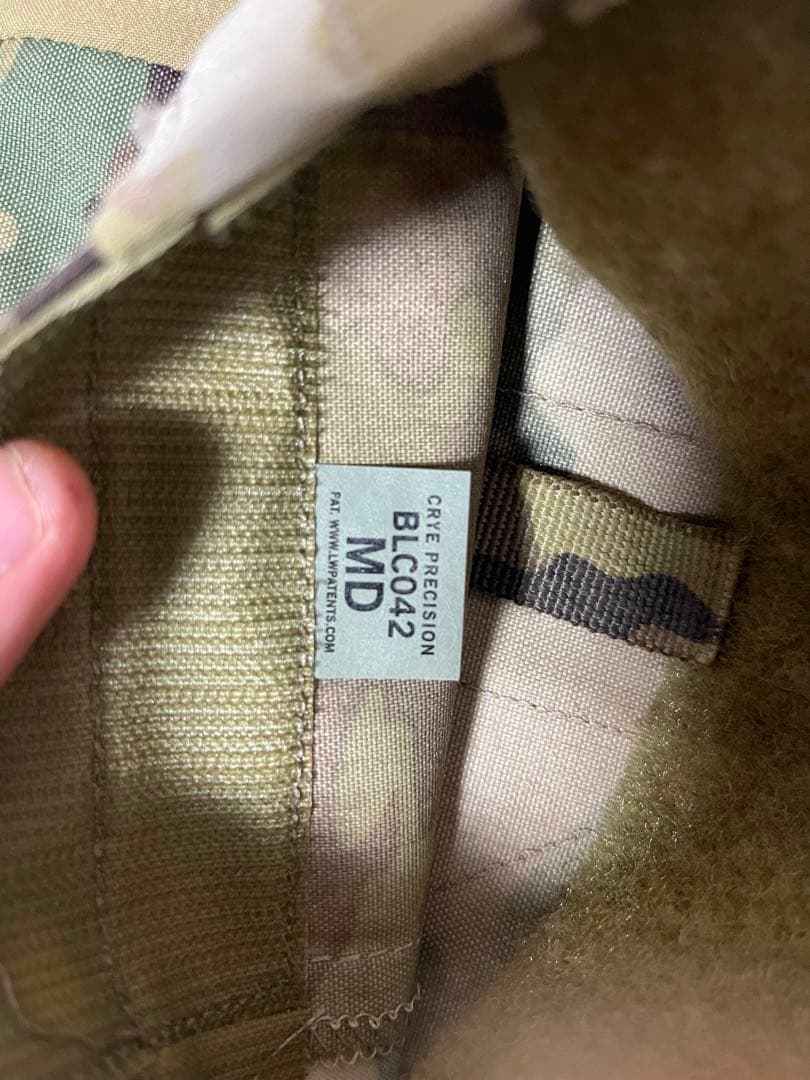 CRYE PRECISION
BLC042
MD
PAT. WWW.LWPATENTS.COM